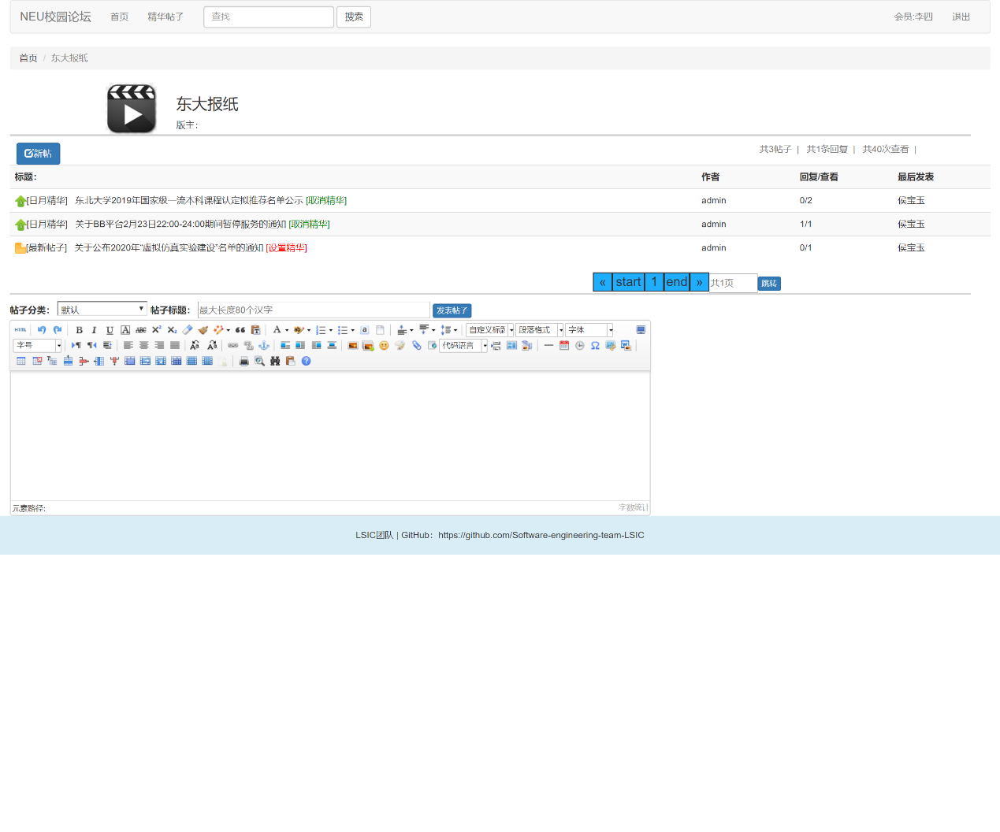 NEU校园论坛 首页 精华帖子 查找 搜索 会员:李四 退出
首页 / 东大报纸
东大报纸
版主：
新帖 共3帖子 | 共1条回复 | 共40次查看 |
标题： 作者 回复/查看 最后发表
[日月精华] 东北大学2019年国家级一流本科课程认定拟推荐名单公示 [取消精华] admin 0/2 侯宝玉
[日月精华] 关于BB平台2月23日22:00-24:00期间暂停服务的通知 [取消精华] admin 1/1 侯宝玉
[最新帖子] 关于公布2020年“虚拟仿真实验建设”名单的通知 [设置精华] admin 0/1 侯宝玉
« start 1 end » 共1页 跳转
帖子分类： 默认 帖子标题： 最大长度80个汉字 发表帖子
HTML B I U A ABC X² X₂ A a 自定义标题 段落格式 字体
字号 代码语言
元素路径: 字数统计
LSIC团队 | GitHub：https://github.com/Software-engineering-team-LSIC